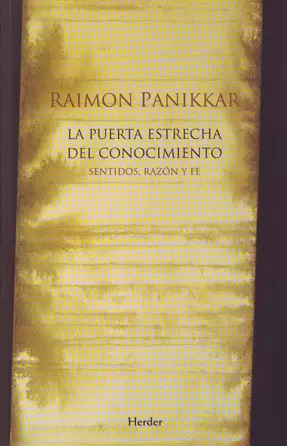 RAIMON PANIKKAR
LA PUERTA ESTRECHA
DEL CONOCIMIENTO
SENTIDOS, RAZÓN Y FE
Herder